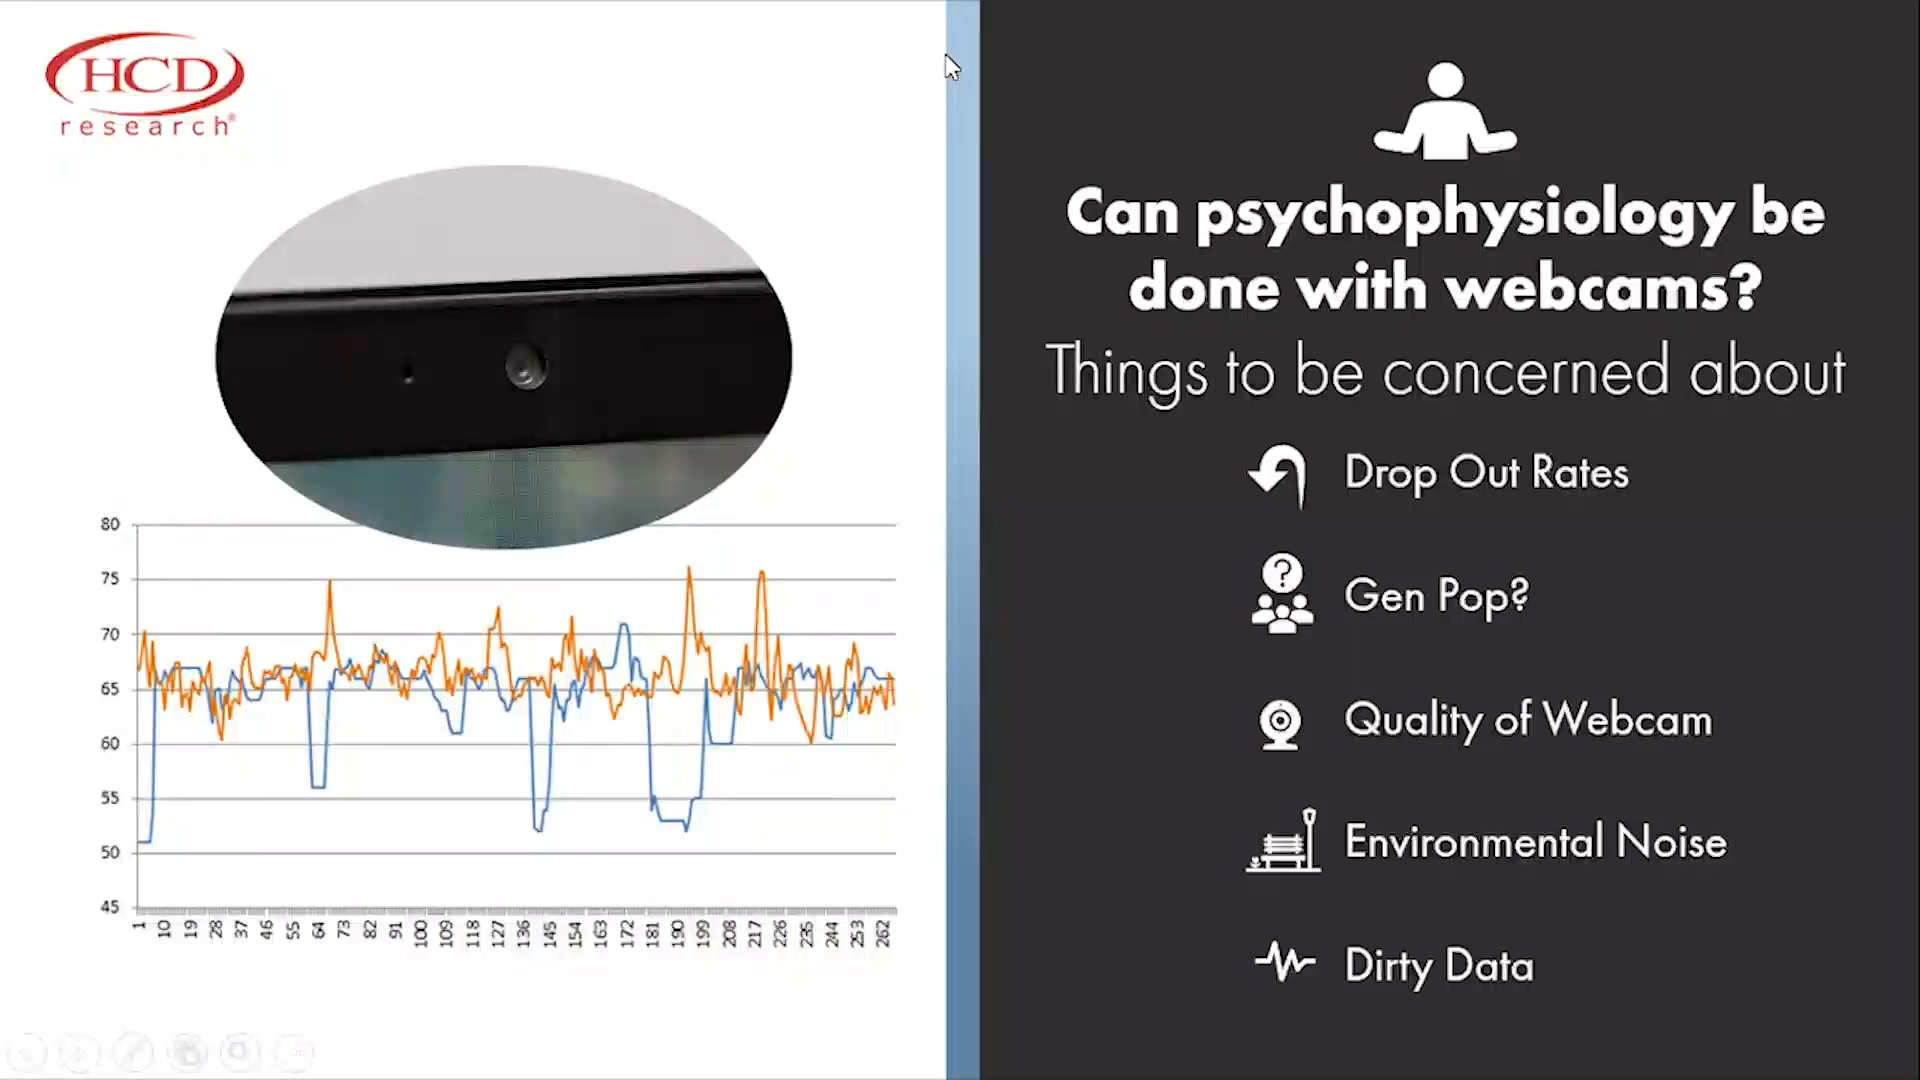 HCD
research®
80
75
70
65
60
55
50
45
1 10 19 28 37 46 55 64 73 82 91 100 109 118 127 136 145 154 163 172 181 190 199 208 217 226 235 244 253 262
Can psychophysiology be
done with webcams?
Things to be concerned about
Drop Out Rates
?
Gen Pop?
Quality of Webcam
Environmental Noise
Dirty Data